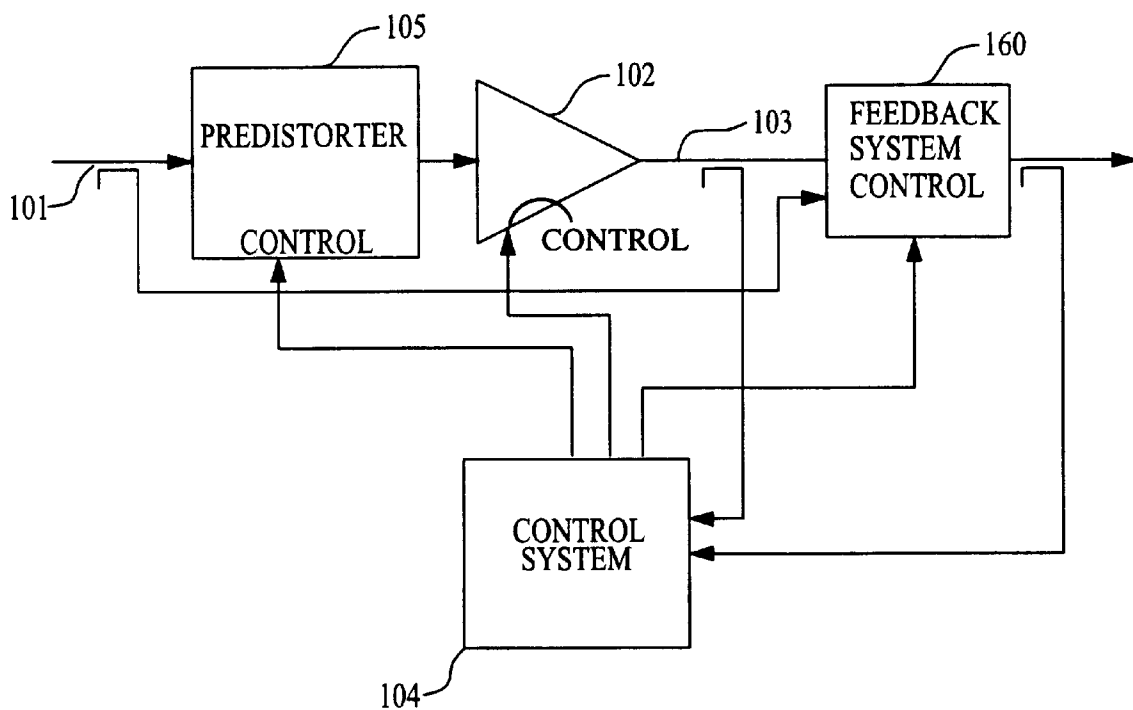 105
160
102
PREDISTORTER
103
FEEDBACK
SYSTEM
CONTROL
101
CONTROL
CONTROL
CONTROL
SYSTEM
104